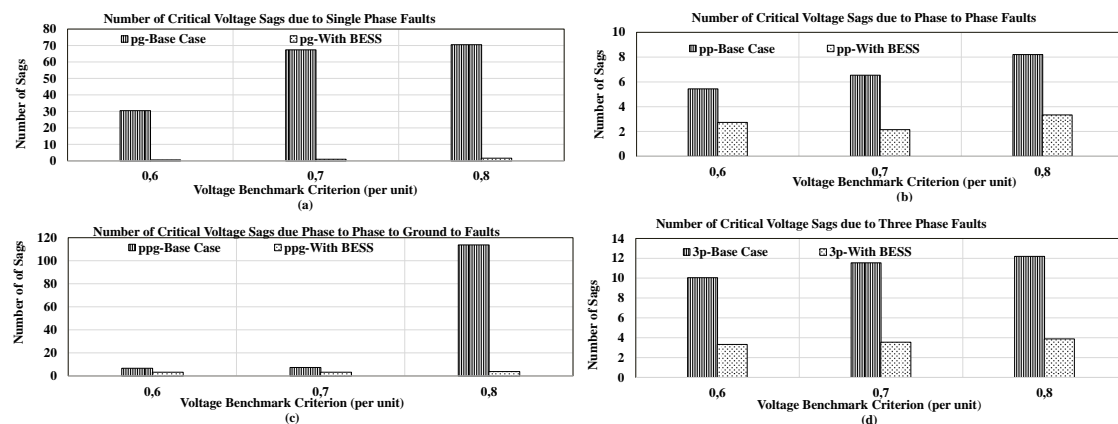 Number of Critical Voltage Sags due to Single Phase Faults
pg-Base Case pg-With BESS
Number of Sags
80
70
60
50
40
30
20
10
0
0,6 0,7 0,8
Voltage Benchmark Criterion (per unit)
(a)
Number of Critical Voltage Sags due to Phase to Phase Faults
pp-Base Case pp-With BESS
Number of Sags
10
8
6
4
2
0
0,6 0,7 0,8
Voltage Benchmark Criterion (per unit)
(b)
Number of Critical Voltage Sags due Phase to Phase to Ground to Faults
ppg-Base Case ppg-With BESS
Number of of Sags
120
100
80
60
40
20
0
0,6 0,7 0,8
Voltage Benchmark Criterion (per unit)
(c)
Number of Critical Voltage Sags due to Three Phase Faults
3p-Base Case 3p-With BESS
Number of Sags
14
12
10
8
6
4
2
0
0,6 0,7 0,8
Voltage Benchmark Criterion (per unit)
(d)